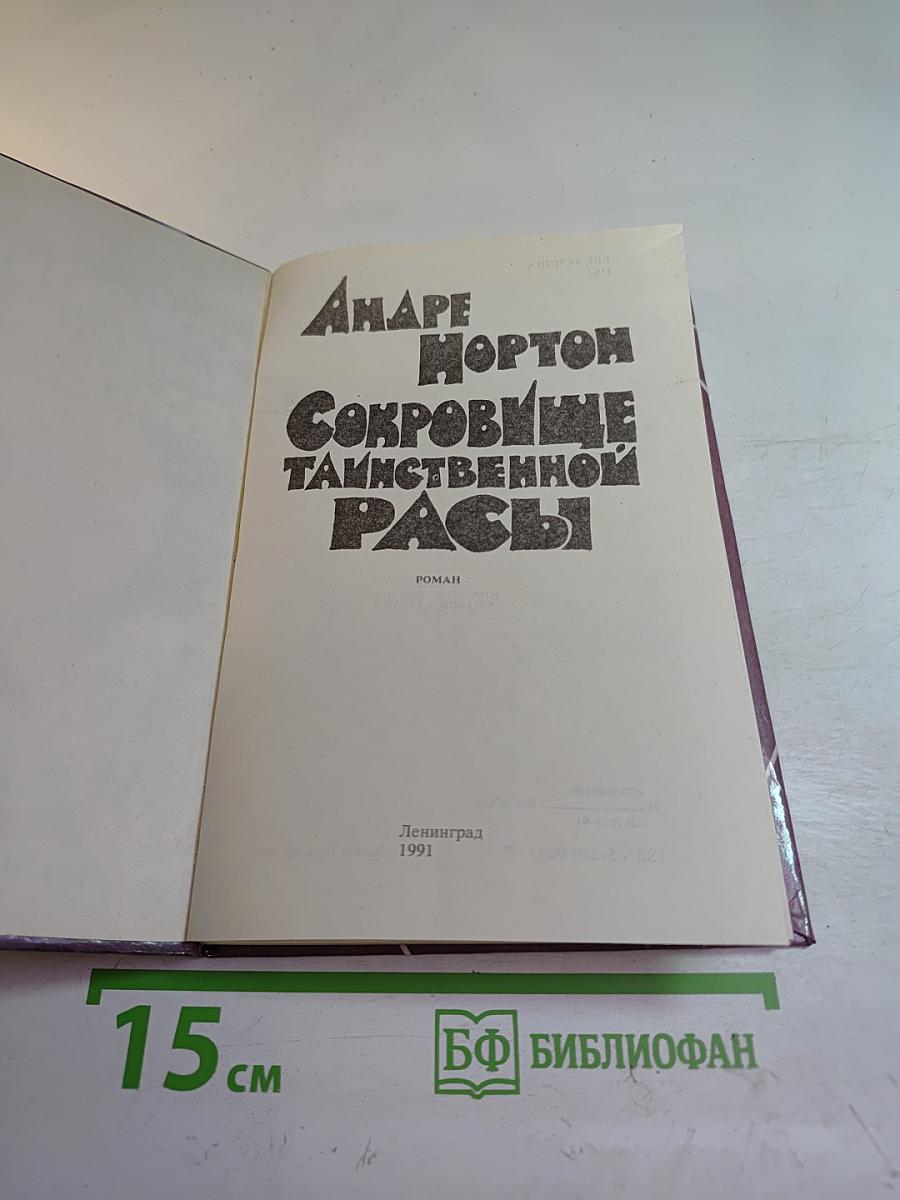 АНДРЕ
НОРТОН
СОКРОВИЩЕ
ТАИНСТВЕННОЙ
РАСЫ
РОМАН
Ленинград
1991
15 см
БФ БИБЛИОФАН